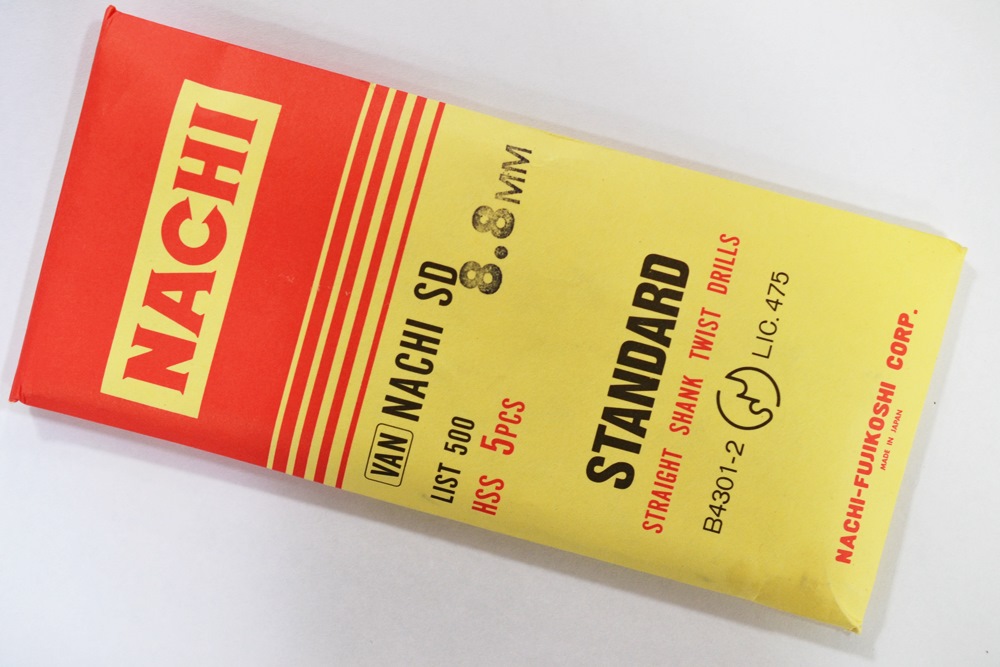 NACHI
VAN NACHI SD
8.8MM
LIST 500
HSS 5PCS
STANDARD
STRAIGHT SHANK TWIST DRILLS
B4301-2 LIC. 475
NACHI-FUJIKOSHI CORP.
MADE IN JAPAN